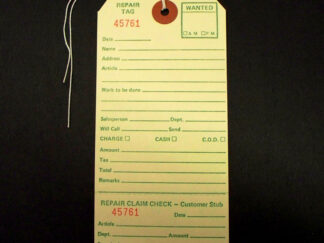 REPAIR
TAG
45761
WANTED
□ A M □ P M
Date
Name
Address
Article
Work to be done
Salesperson Dept.
Will Call Send
CHARGE □ CASH □ C.O.D. □
Amount
Tax
Total
Remarks
REPAIR CLAIM CHECK – Customer Stub
45761 Date
Article
Dept. Amount